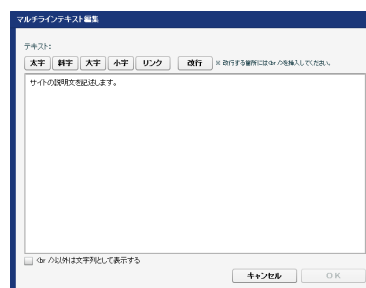 マルチラインテキスト編集
テキスト:
太字 斜字 大字 小字 リンク 改行 ※ 改行する箇所には<br />を挿入してください。
サイトの説明文を記述します。
<br />以外は文字列として表示する
キャンセル OK